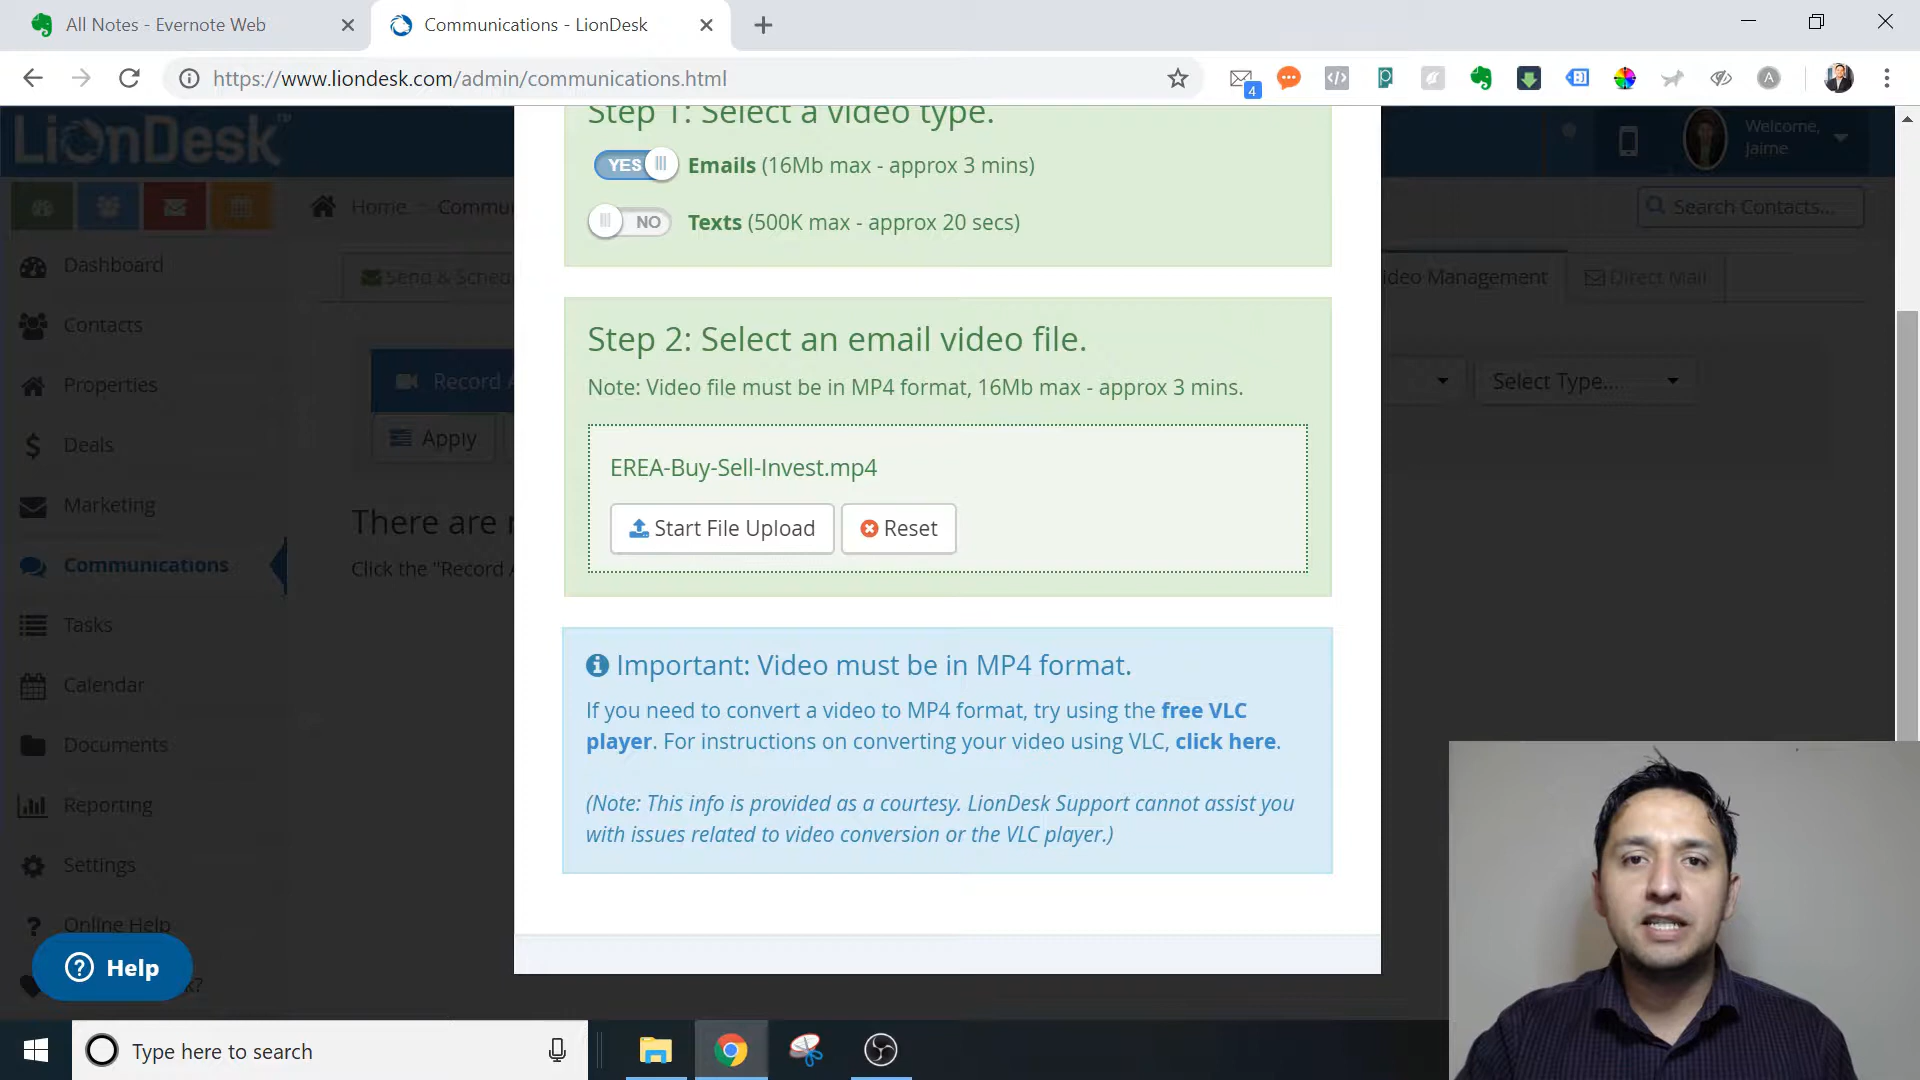 All Notes - Evernote Web
Communications - LionDesk
https://www.liondesk.com/admin/communications.html
4
A
LionDesk™
Welcome,
Jaime
Home
Commu
Search Contacts...
Step 1: Select a video type.
YES Emails (16Mb max - approx 3 mins)
NO Texts (500K max - approx 20 secs)
Send & Sched
ideo Management
Direct Mail
Dashboard
Contacts
Properties
Deals
Marketing
Communications
Tasks
Calendar
Documents
Reporting
Settings
Online Help
Help
Record A
Select Type...
Apply
There are
Click the "Record A
Step 2: Select an email video file.
Note: Video file must be in MP4 format, 16Mb max - approx 3 mins.
EREA-Buy-Sell-Invest.mp4
Start File Upload
Reset
Important: Video must be in MP4 format.
If you need to convert a video to MP4 format, try using the free VLC
player. For instructions on converting your video using VLC, click here.
(Note: This info is provided as a courtesy. LionDesk Support cannot assist you
with issues related to video conversion or the VLC player.)
Type here to search